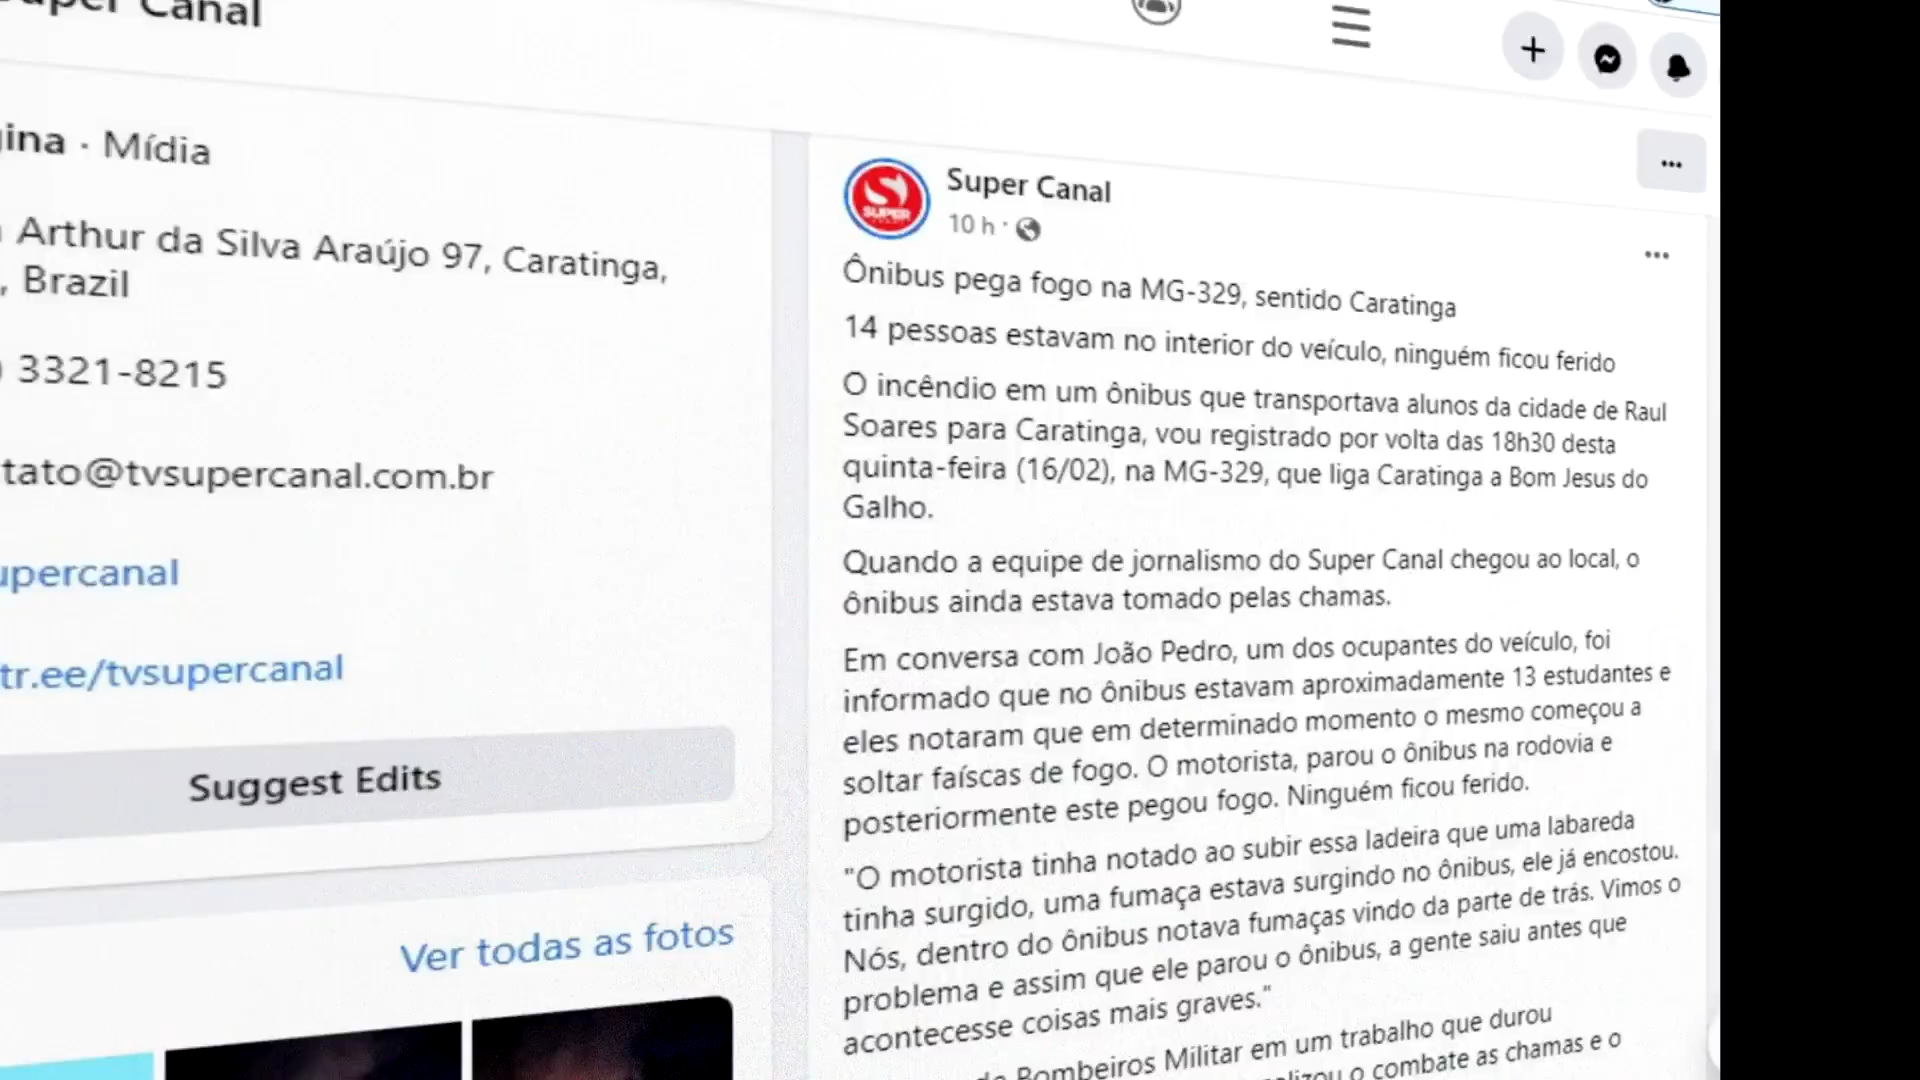 Super Canal
Mídia
Arthur da Silva Araújo 97, Caratinga,
, Brazil
3321-8215
tato@tvsupercanal.com.br
upercanal
tr.ee/tvsupercanal
Suggest Edits
Ver todas as fotos
SUPER
Super Canal
10 h ·
Ônibus pega fogo na MG-329, sentido Caratinga
14 pessoas estavam no interior do veículo, ninguém ficou ferido
O incêndio em um ônibus que transportava alunos da cidade de Raul
Soares para Caratinga, vou registrado por volta das 18h30 desta
quinta-feira (16/02), na MG-329, que liga Caratinga a Bom Jesus do
Galho.
Quando a equipe de jornalismo do Super Canal chegou ao local, o
ônibus ainda estava tomado pelas chamas.
Em conversa com João Pedro, um dos ocupantes do veículo, foi
informado que no ônibus estavam aproximadamente 13 estudantes e
eles notaram que em determinado momento o mesmo começou a
soltar faíscas de fogo. O motorista, parou o ônibus na rodovia e
posteriormente este pegou fogo. Ninguém ficou ferido.
"O motorista tinha notado ao subir essa ladeira que uma labareda
tinha surgido, uma fumaça estava surgindo no ônibus, ele já encostou.
Nós, dentro do ônibus notava fumaças vindo da parte de trás. Vimos o
problema e assim que ele parou o ônibus, a gente saiu antes que
acontecesse coisas mais graves."
Bombeiros Militar em um trabalho que durou
o combate as chamas e o